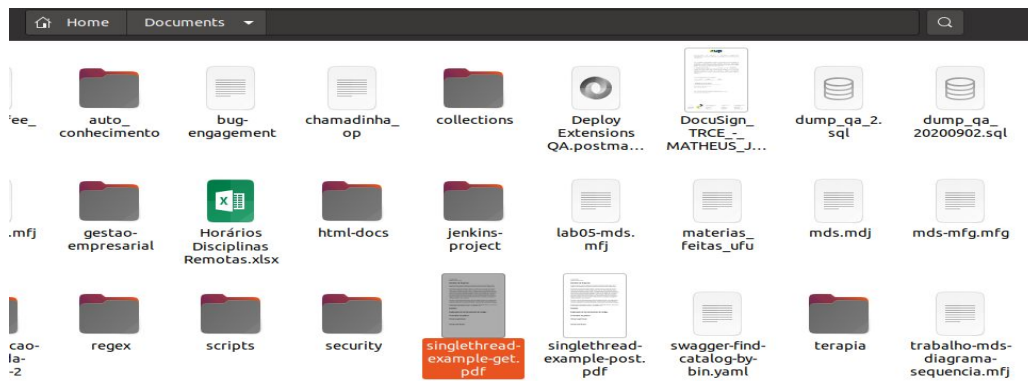 Home Documents
fee_ auto_ bug- chamadinha_ collections Deploy DocuSign_ dump_qa_2. dump_qa_
conhecimento engagement op Extensions TRCE_-_ sql 20200902.sql
QA.postma... MATHEUS_J...
.mfj gestao- Horários html-docs jenkins- lab05-mds. materias_ mds.mdj mds-mfg.mfg
empresarial Disciplinas project mfj feitas_ufu
Remotas.xlsx
cao- regex scripts security singlethread- singlethread- swagger-find- terapia trabalho-mds-
la- example-get. example-post. catalog-by- diagrama-
-2 pdf pdf bin.yaml sequencia.mfj